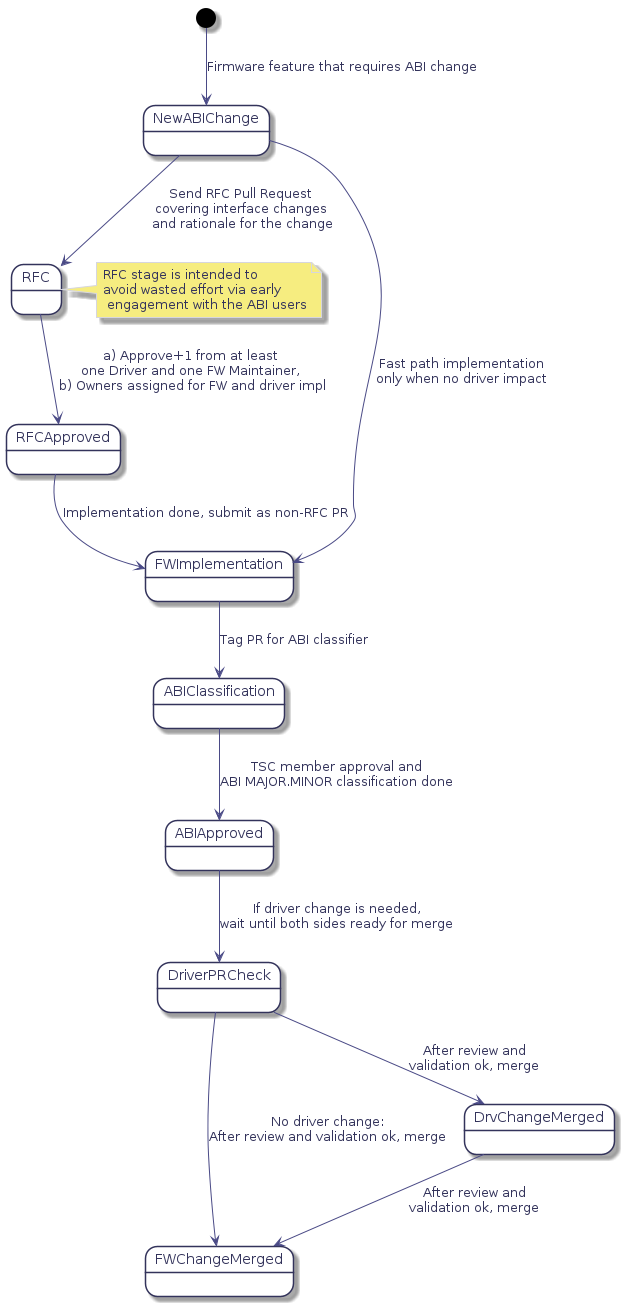 Firmware feature that requires ABI change
NewABIChange
Send RFC Pull Request
covering interface changes
and rationale for the change
RFC
RFC stage is intended to
avoid wasted effort via early
engagement with the ABI users
a) Approve+1 from at least
one Driver and one FW Maintainer,
b) Owners assigned for FW and driver impl
Fast path implementation
only when no driver impact
RFCApproved
Implementation done, submit as non-RFC PR
FWImplementation
Tag PR for ABI classifier
ABIClassification
TSC member approval and
ABI MAJOR.MINOR classification done
ABIApproved
If driver change is needed,
wait until both sides ready for merge
DriverPRCheck
After review and
validation ok, merge
No driver change:
After review and validation ok, merge
DrvChangeMerged
After review and
validation ok, merge
FWChangeMerged